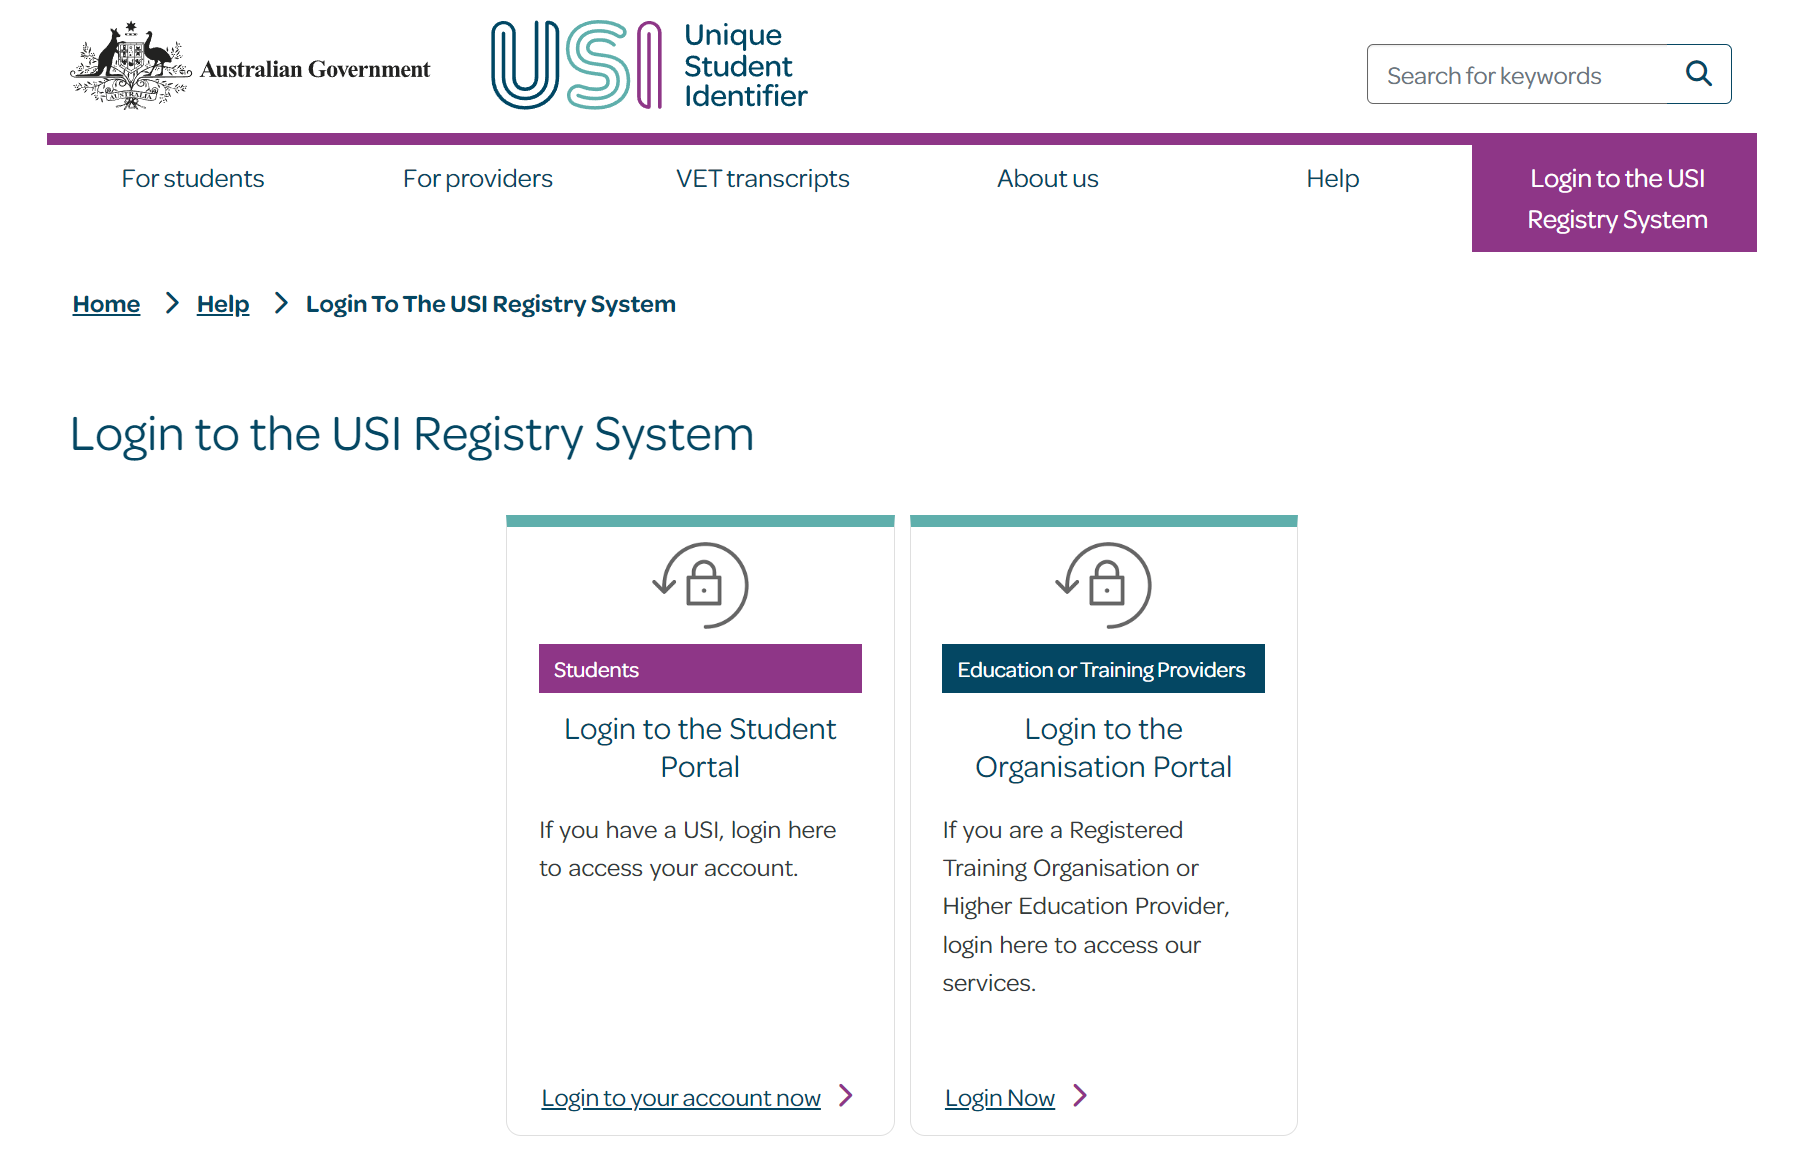 Australian Government
USI
Unique
Student
Identifier
Search for keywords
For students
For providers
VET transcripts
About us
Help
Login to the USI
Registry System
Home
Help
Login To The USI Registry System
Login to the USI Registry System
Students
Login to the Student
Portal
If you have a USI, login here
to access your account.
Login to your account now
Education or Training Providers
Login to the
Organisation Portal
If you are a Registered
Training Organisation or
Higher Education Provider,
login here to access our
services.
Login Now